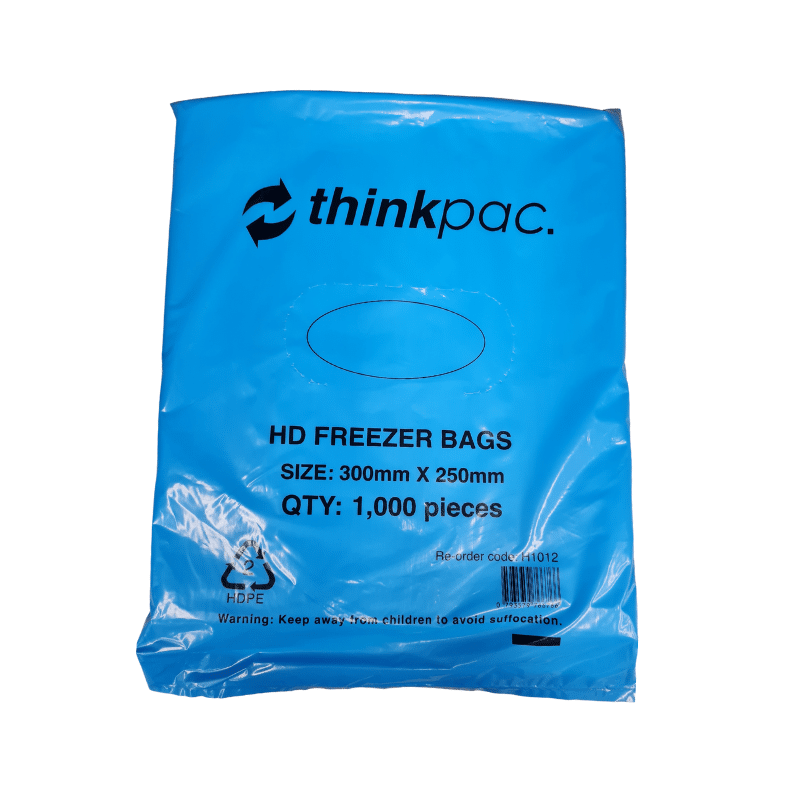 thinkpac.
HD FREEZER BAGS
SIZE: 300mm X 250mm
QTY: 1,000 pieces
Re-order code: H1012
2
HDPE
Warning: Keep away from children to avoid suffocation.